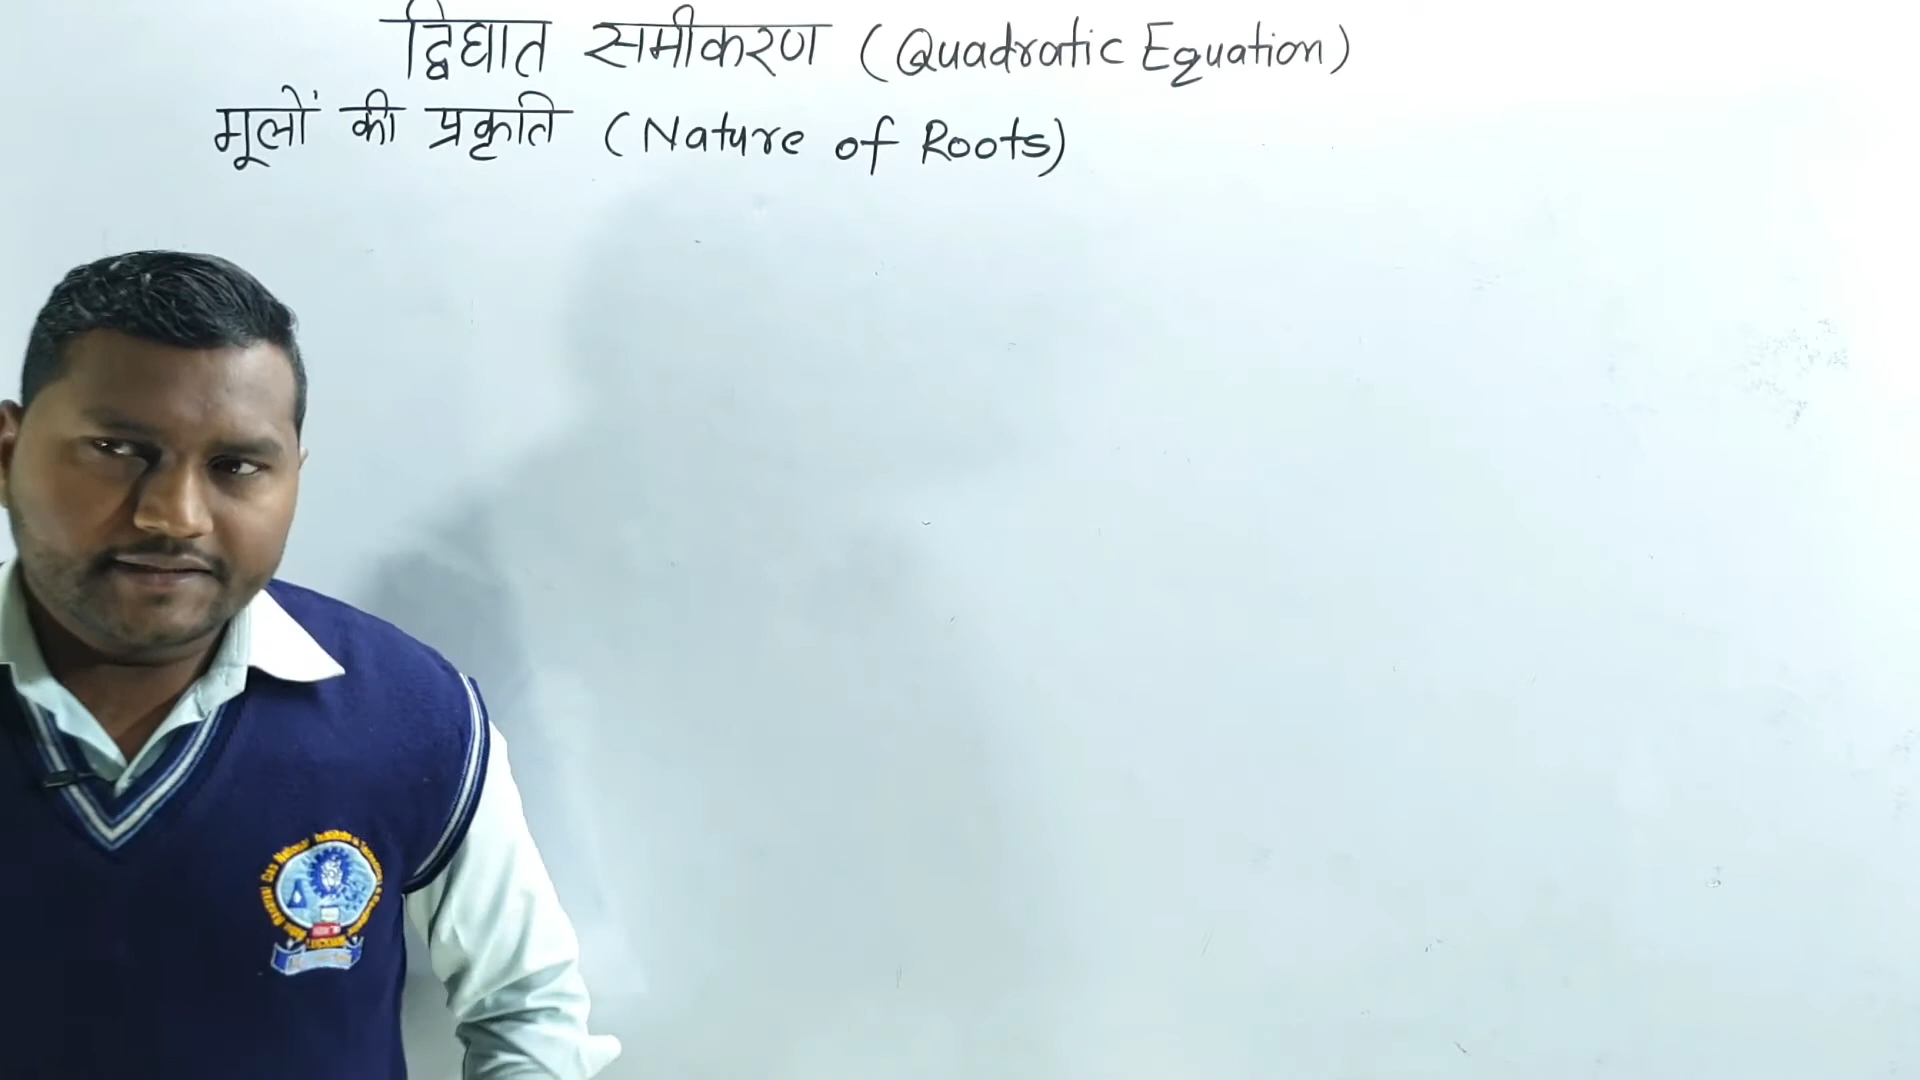 द्विघात समीकरण (Quadratic Equation)
मूलों की प्रकृति (Nature of Roots)